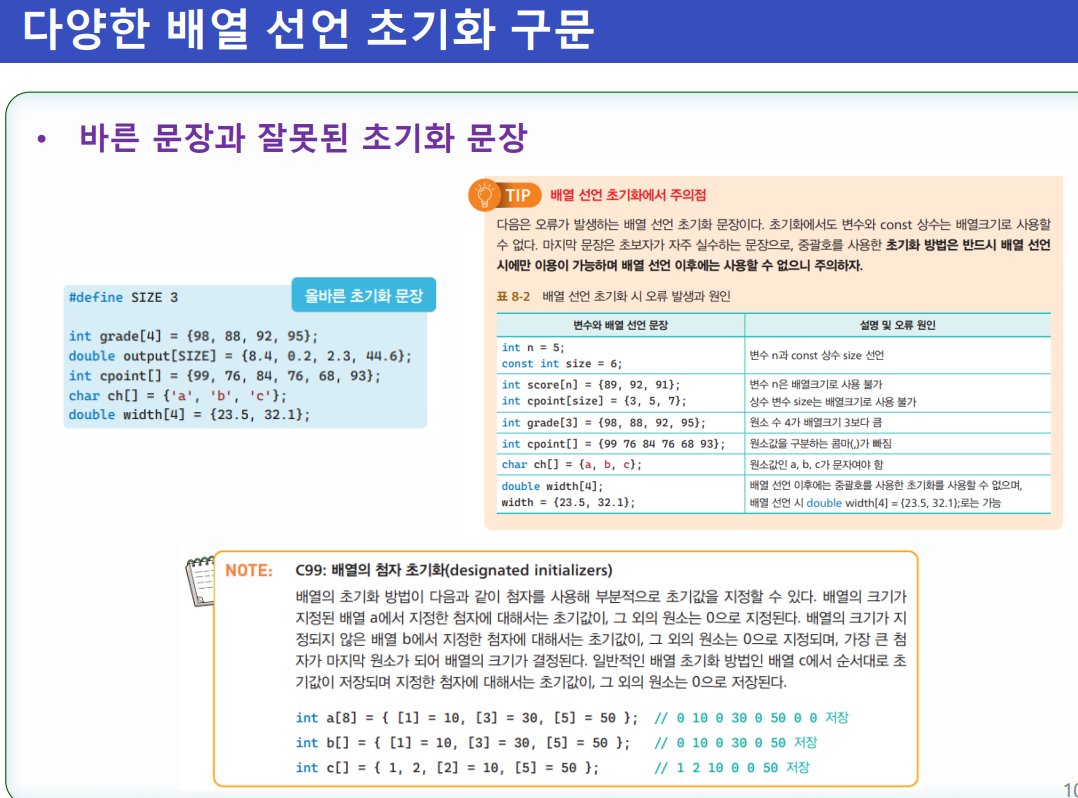 다양한 배열 선언 초기화 구문
• 바른 문장과 잘못된 초기화 문장
올바른 초기화 문장
#define SIZE 3
int grade[4] = {98, 88, 92, 95};
double output[SIZE] = {8.4, 0.2, 2.3, 44.6};
int cpoint[] = {99, 76, 84, 76, 68, 93};
char ch[] = {'a', 'b', 'c'};
double width[4] = {23.5, 32.1};
TIP 배열 선언 초기화에서 주의점
다음은 오류가 발생하는 배열 선언 초기화 문장이다. 초기화에서도 변수와 const 상수는 배열크기로 사용할
수 없다. 마지막 문장은 초보자가 자주 실수하는 문장으로, 중괄호를 사용한 초기화 방법은 반드시 배열 선언
시에만 이용이 가능하며 배열 선언 이후에는 사용할 수 없으니 주의하자.
표 8-2 배열 선언 초기화 시 오류 발생과 원인
변수와 배열 선언 문장 설명 및 오류 원인
int n = 5;
const int size = 6;
변수 n과 const 상수 size 선언
int score[n] = {89, 92, 91};
int cpoint[size] = {3, 5, 7};
변수 n은 배열크기로 사용 불가
상수 변수 size는 배열크기로 사용 불가
int grade[3] = {98, 88, 92, 95}; 원소 수 4가 배열크기 3보다 큼
int cpoint[] = {99 76 84 76 68 93}; 원소값을 구분하는 콤마(,)가 빠짐
char ch[] = {a, b, c}; 원소값인 a, b, c가 문자여야 함
double width[4];
width = {23.5, 32.1};
배열 선언 이후에는 중괄호를 사용한 초기화를 사용할 수 없으며,
배열 선언 시 double width[4] = {23.5, 32.1};로는 가능
NOTE: C99: 배열의 첨자 초기화(designated initializers)
배열의 초기화 방법이 다음과 같이 첨자를 사용해 부분적으로 초기값을 지정할 수 있다. 배열의 크기가
지정된 배열 a에서 지정한 첨자에 대해서는 초기값이, 그 외의 원소는 0으로 지정된다. 배열의 크기가 지
정되지 않은 배열 b에서 지정한 첨자에 대해서는 초기값이, 그 외의 원소는 0으로 지정되며, 가장 큰 첨
자가 마지막 원소가 되어 배열의 크기가 결정된다. 일반적인 배열 초기화 방법인 배열 c에서 순서대로 초
기값이 저장되며 지정한 첨자에 대해서는 초기값이, 그 외의 원소는 0으로 저장된다.
int a[8] = { [1] = 10, [3] = 30, [5] = 50 }; // 0 10 0 30 0 50 0 0 저장
int b[] = { [1] = 10, [3] = 30, [5] = 50 }; // 0 10 0 30 0 50 저장
int c[] = { 1, 2, [2] = 10, [5] = 50 }; // 1 2 10 0 0 50 저장